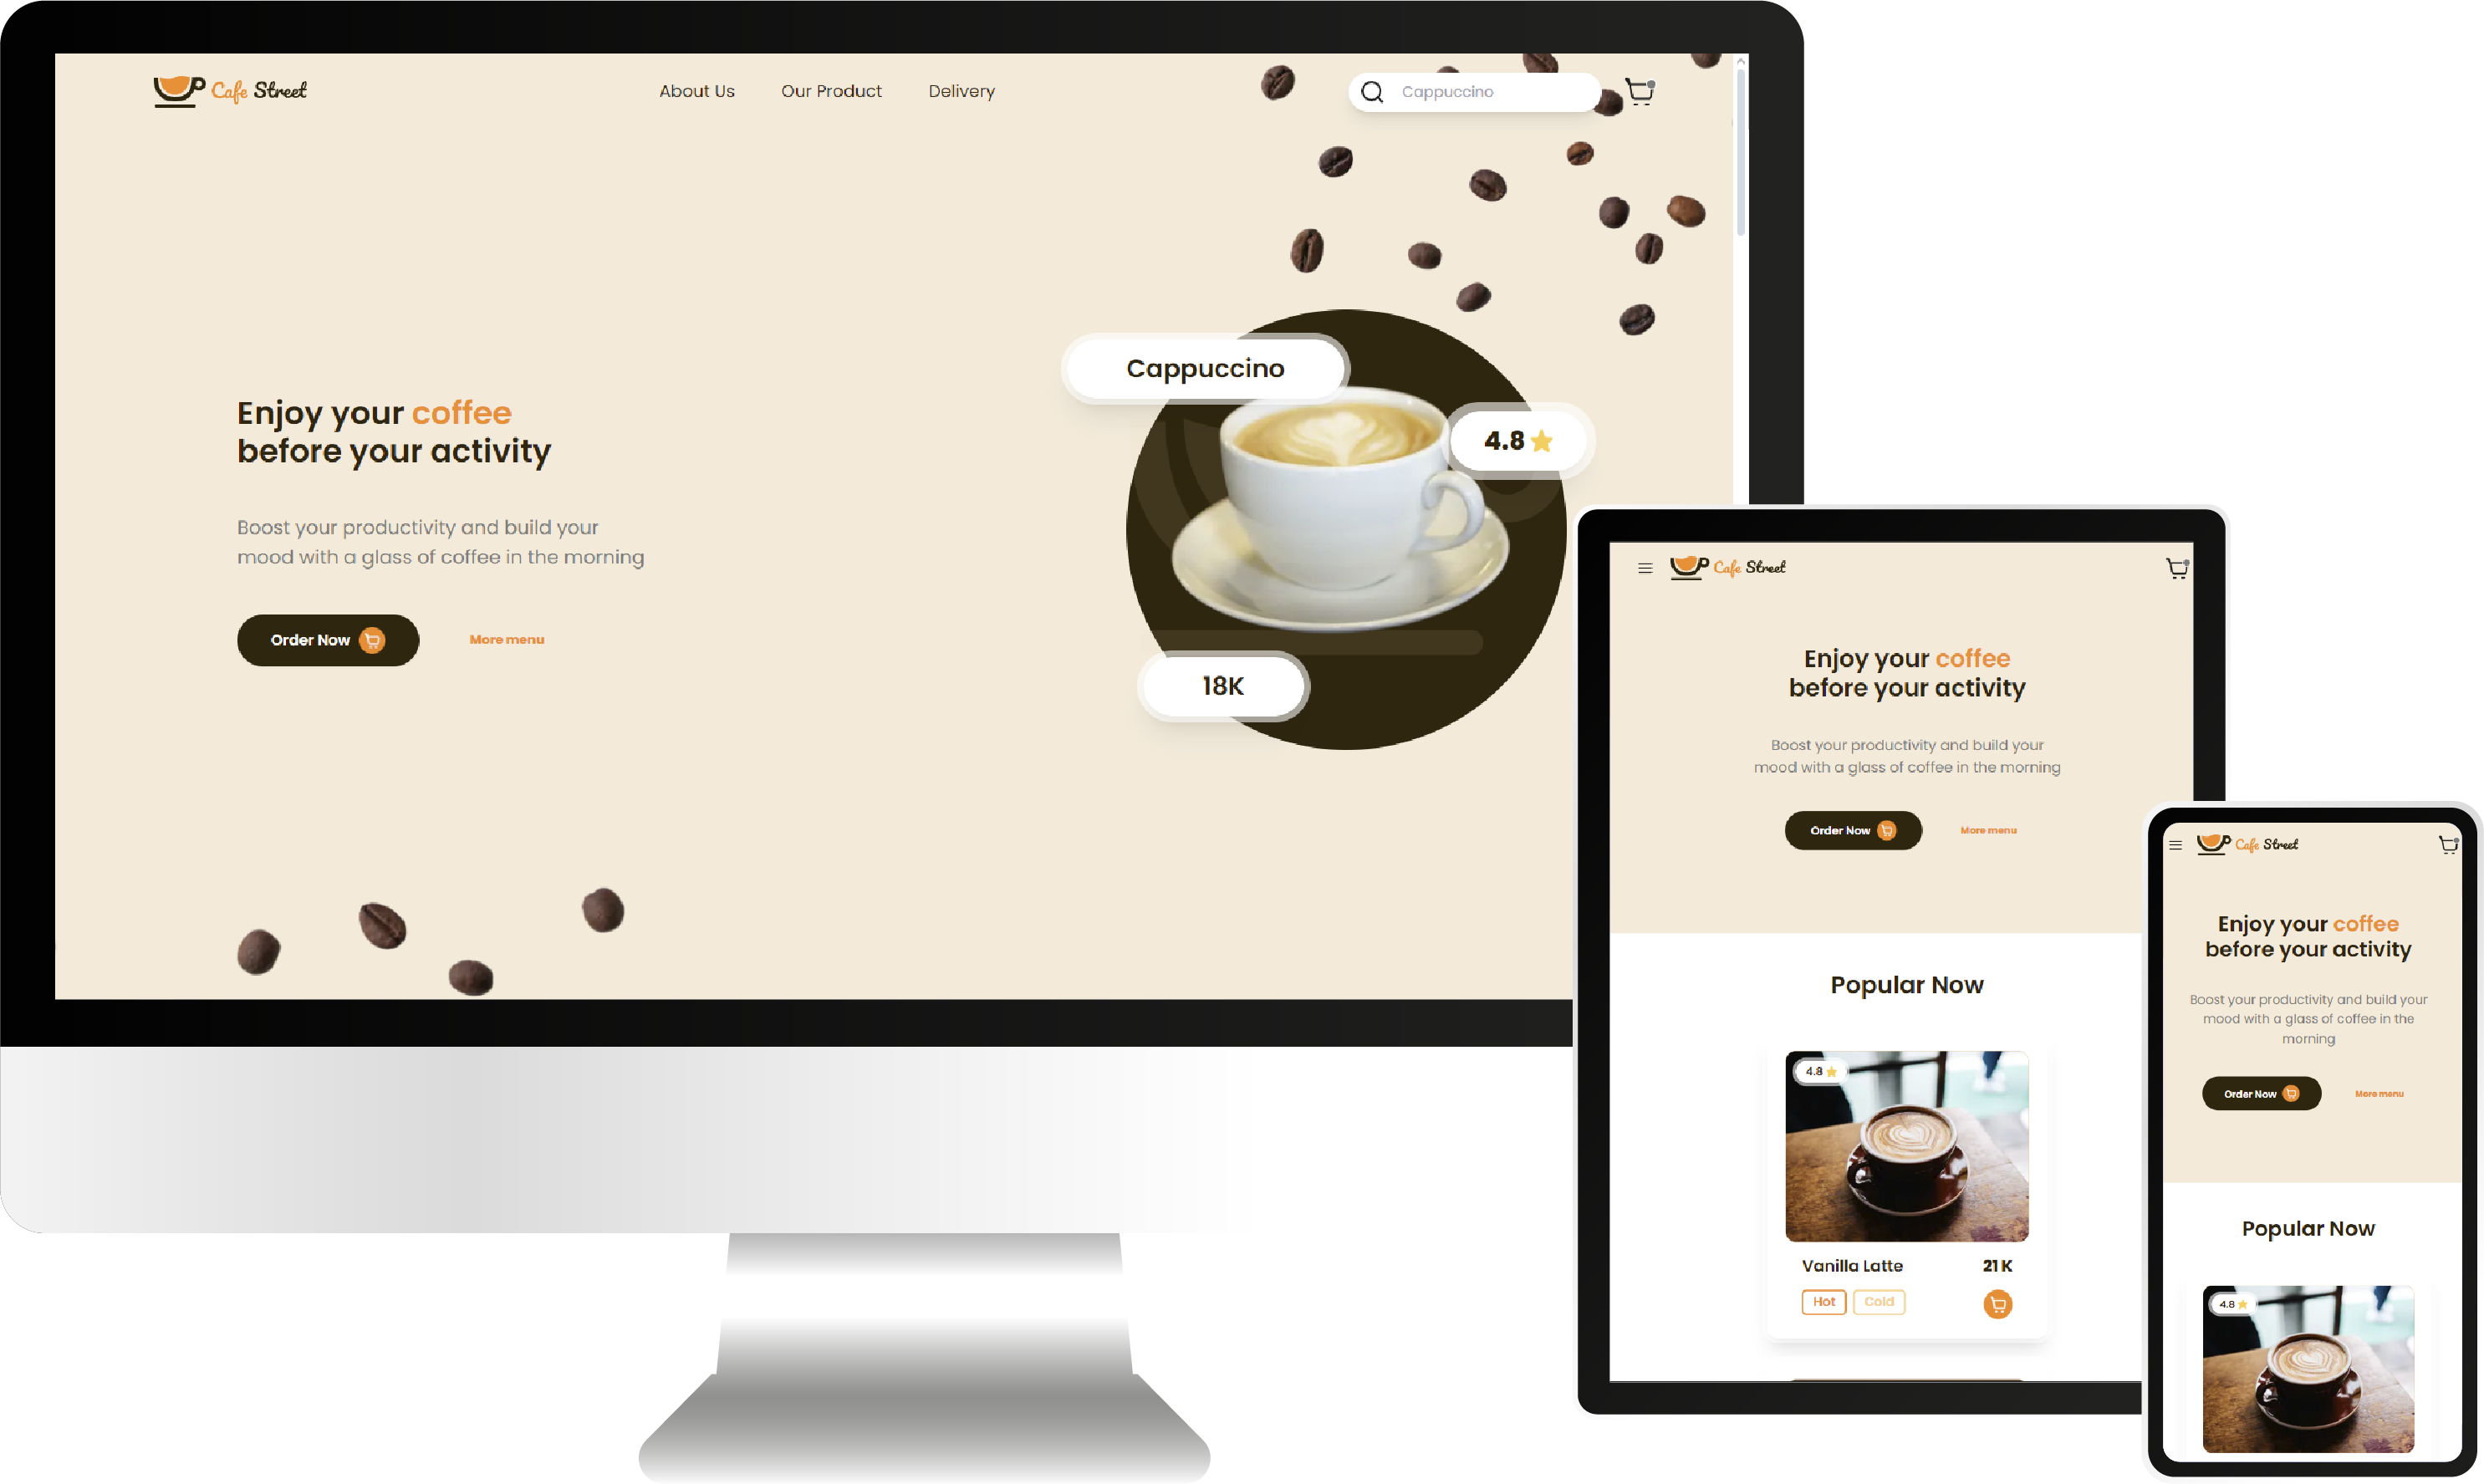 Cafe Street
About Us
Our Product
Delivery
Cappuccino
Enjoy your coffee
before your activity
Boost your productivity and build your
mood with a glass of coffee in the morning
Order Now
More menu
Cappuccino
4.8
18K
Cafe Street
Enjoy your coffee
before your activity
Boost your productivity and build your
mood with a glass of coffee in the morning
Order Now
More menu
Popular Now
4.8
Vanilla Latte
21 K
Hot
Cold
Cafe Street
Enjoy your coffee
before your activity
Boost your productivity and build your
mood with a glass of coffee in the
morning
Order Now
More menu
Popular Now
4.8